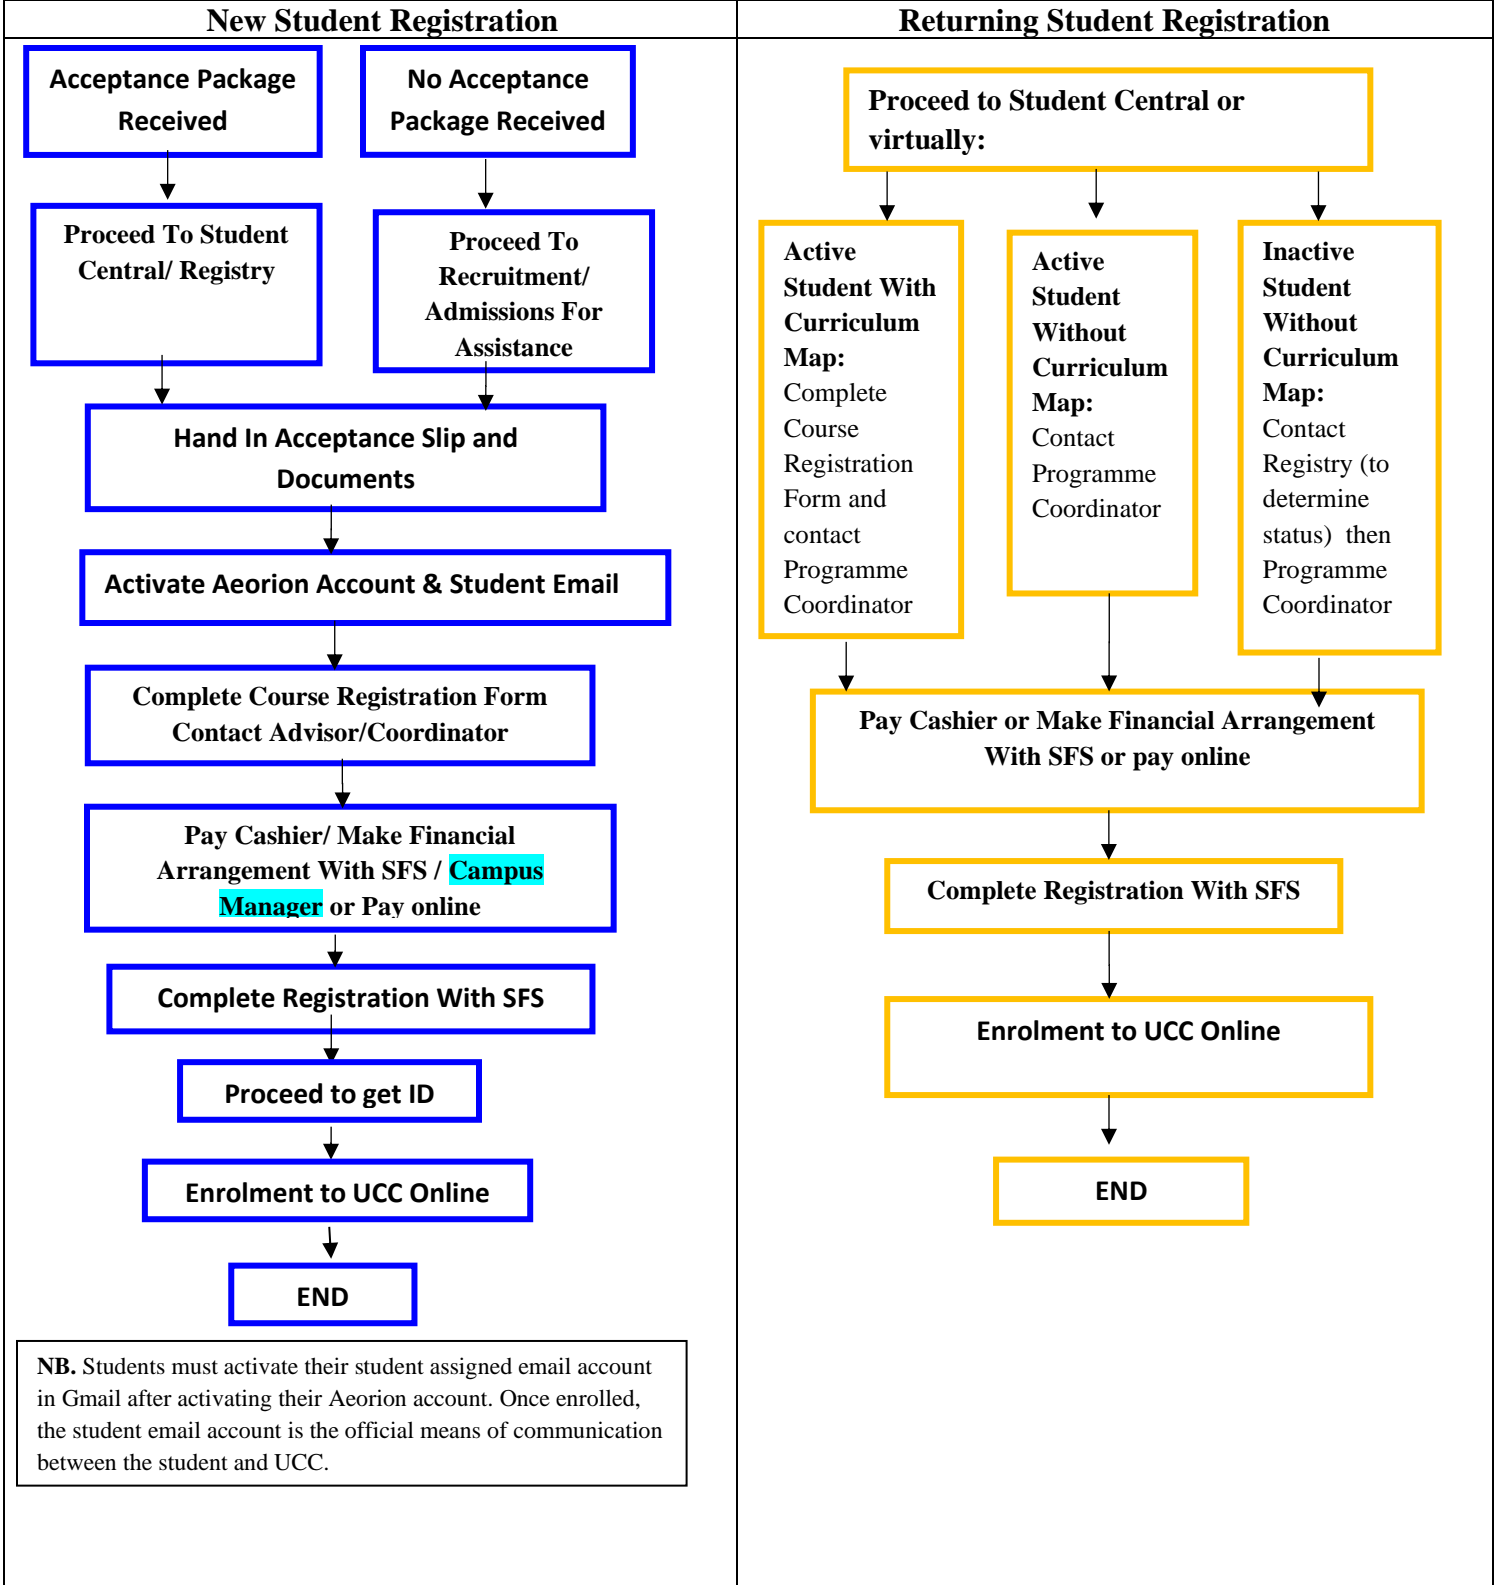 New Student Registration
Acceptance Package
Received
No Acceptance
Package Received
Proceed To Student
Central/ Registry
Proceed To
Recruitment/
Admissions For
Assistance
Hand In Acceptance Slip and
Documents
Activate Aeorion Account & Student Email
Complete Course Registration Form
Contact Advisor/Coordinator
Pay Cashier/ Make Financial
Arrangement With SFS / Campus
Manager or Pay online
Complete Registration With SFS
Proceed to get ID
Enrolment to UCC Online
END
NB. Students must activate their student assigned email account
in Gmail after activating their Aeorion account. Once enrolled,
the student email account is the official means of communication
between the student and UCC.
Returning Student Registration
Proceed to Student Central or
virtually:
Active
Student With
Curriculum
Map:
Complete
Course
Registration
Form and
contact
Programme
Coordinator
Active
Student
Without
Curriculum
Map:
Contact
Programme
Coordinator
Inactive
Student
Without
Curriculum
Map:
Contact
Registry (to
determine
status) then
Programme
Coordinator
Pay Cashier or Make Financial Arrangement
With SFS or pay online
Complete Registration With SFS
Enrolment to UCC Online
END